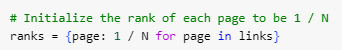 # Initialize the rank of each page to be 1 / N
ranks = {page: 1 / N for page in links}